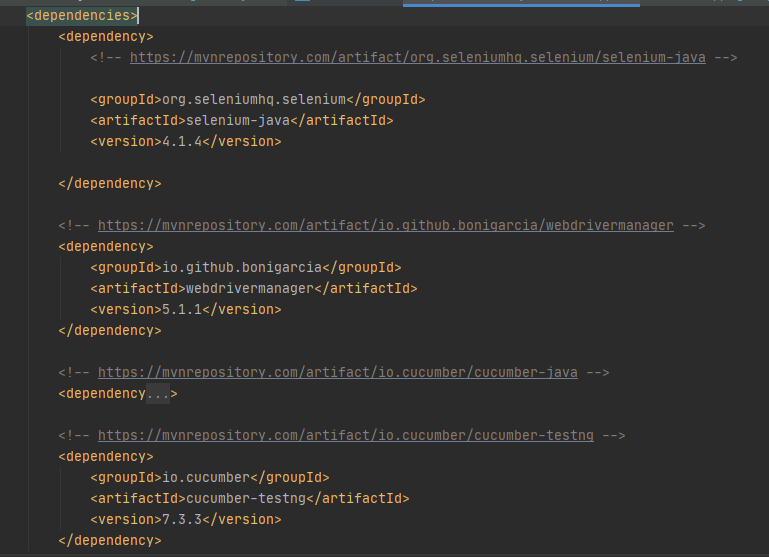 <dependencies>
<dependency>
<!-- https://mvnrepository.com/artifact/org.seleniumhq.selenium/selenium-java -->
<groupId>org.seleniumhq.selenium</groupId>
<artifactId>selenium-java</artifactId>
<version>4.1.4</version>
</dependency>
<!-- https://mvnrepository.com/artifact/io.github.bonigarcia/webdrivermanager -->
<dependency>
<groupId>io.github.bonigarcia</groupId>
<artifactId>webdrivermanager</artifactId>
<version>5.1.1</version>
</dependency>
<!-- https://mvnrepository.com/artifact/io.cucumber/cucumber-java -->
<dependency...>
<!-- https://mvnrepository.com/artifact/io.cucumber/cucumber-testng -->
<dependency>
<groupId>io.cucumber</groupId>
<artifactId>cucumber-testng</artifactId>
<version>7.3.3</version>
</dependency>